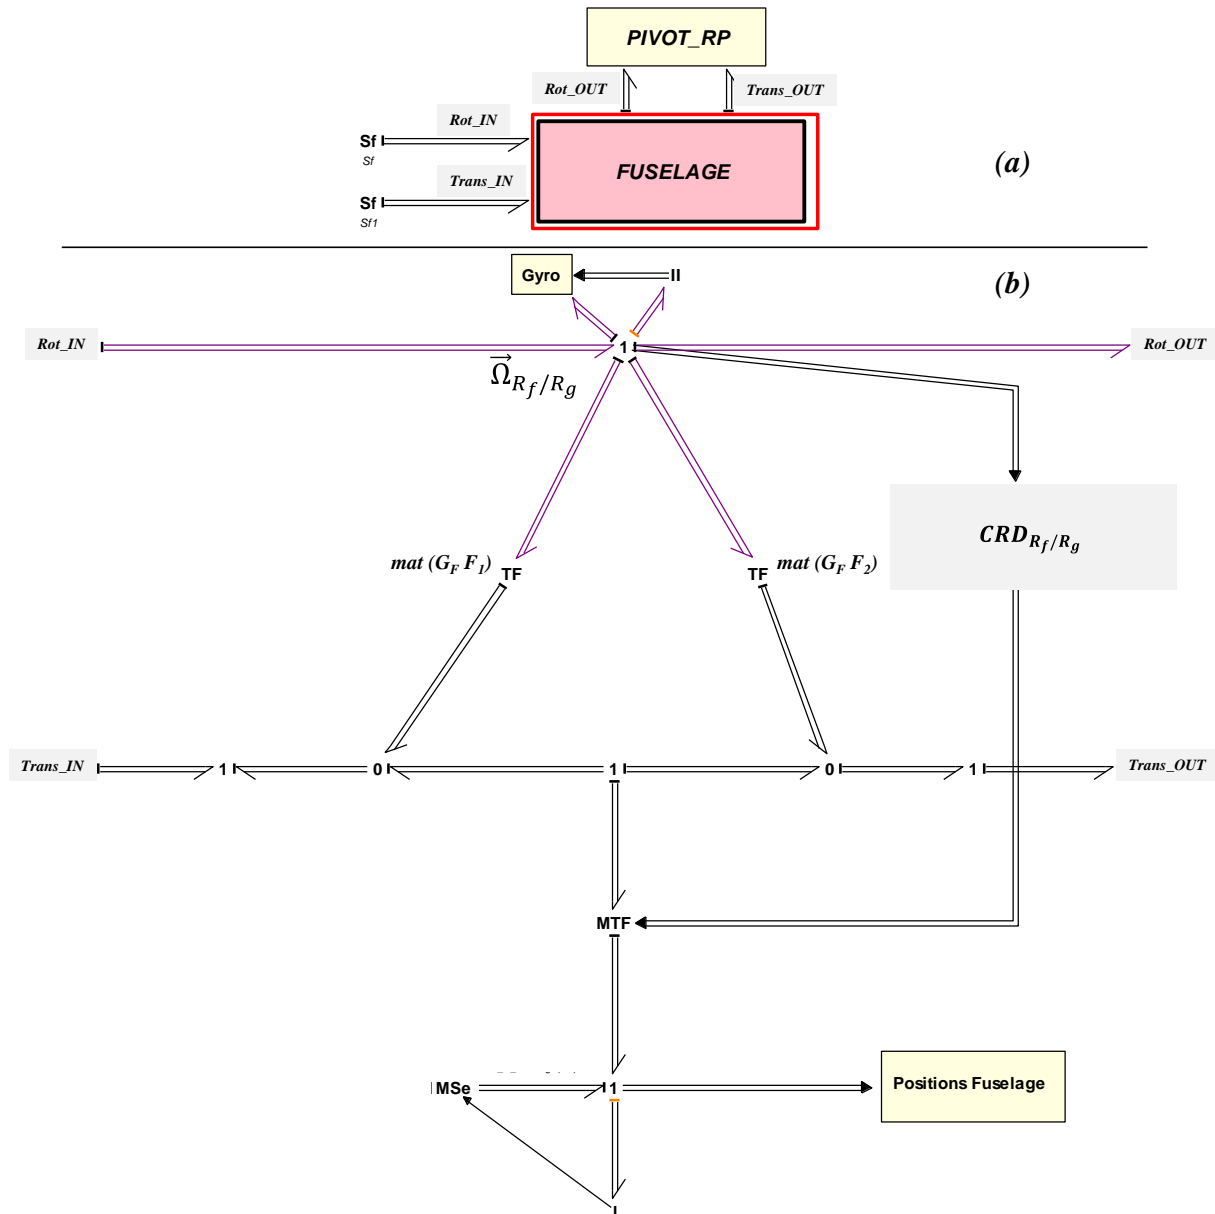 PIVOT_RP
Rot_OUT
Trans_OUT
Rot_IN
Sf
Sf
FUSELAGE
(a)
Trans_IN
Sf
Sf1
Gyro
II
(b)
Rot_IN
1
Rot_OUT
Ω⃗ R_f/R_g
CRD R_f/R_g
mat (G_F F_1)
TF
TF
mat (G_F F_2)
Trans_IN
1
0
1
0
1
Trans_OUT
MTF
MSe
1
Positions Fuselage